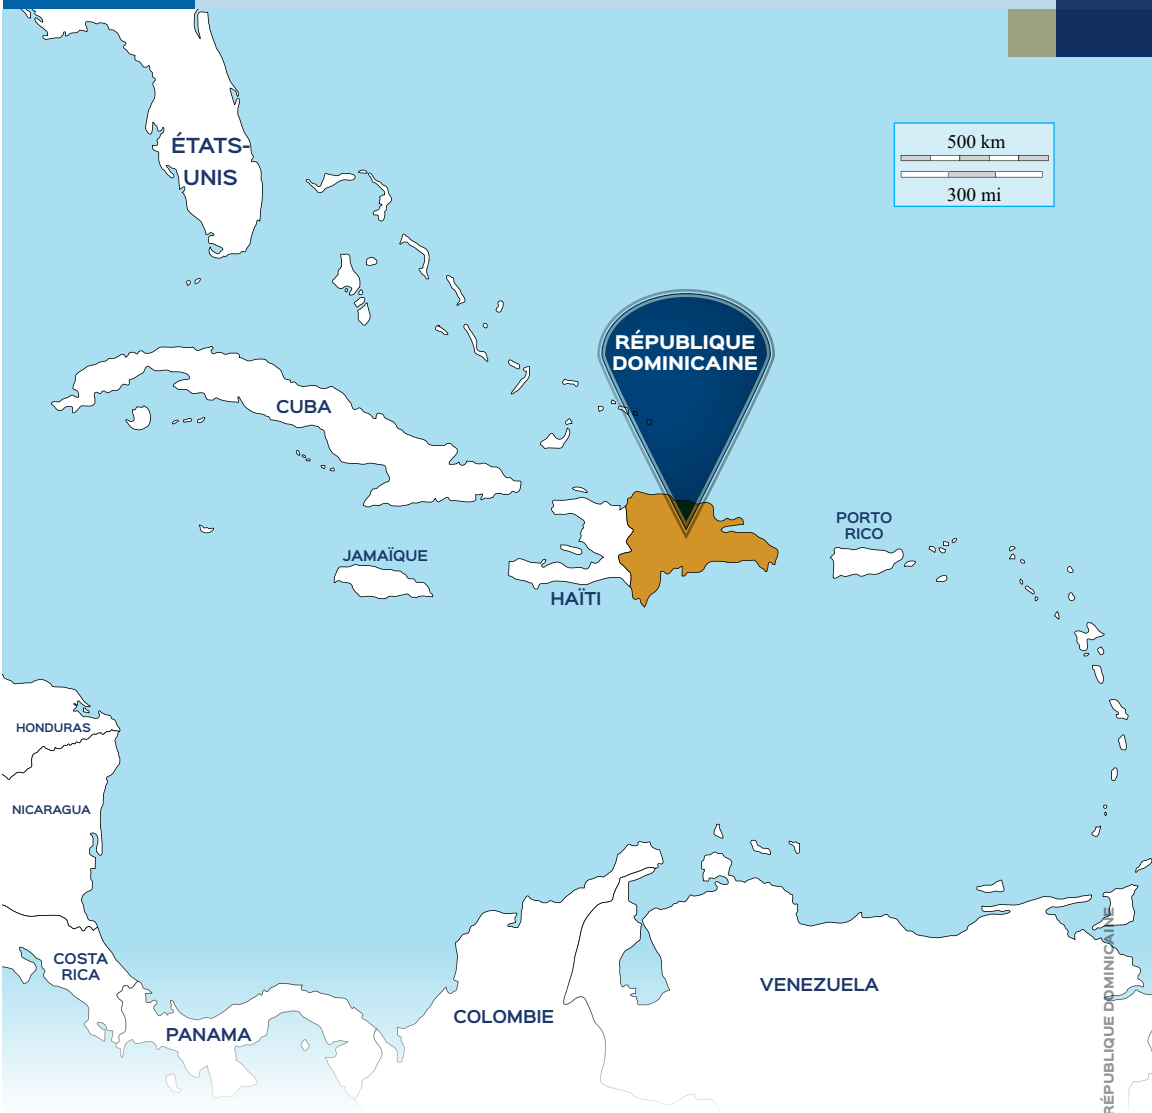 ÉTATS-
UNIS
500 km
300 mi
RÉPUBLIQUE
DOMINICAINE
CUBA
PORTO
RICO
JAMAÏQUE
HAÏTI
HONDURAS
NICARAGUA
COSTA
RICA
PANAMA
COLOMBIE
VENEZUELA
RÉPUBLIQUE DOMINICAINE